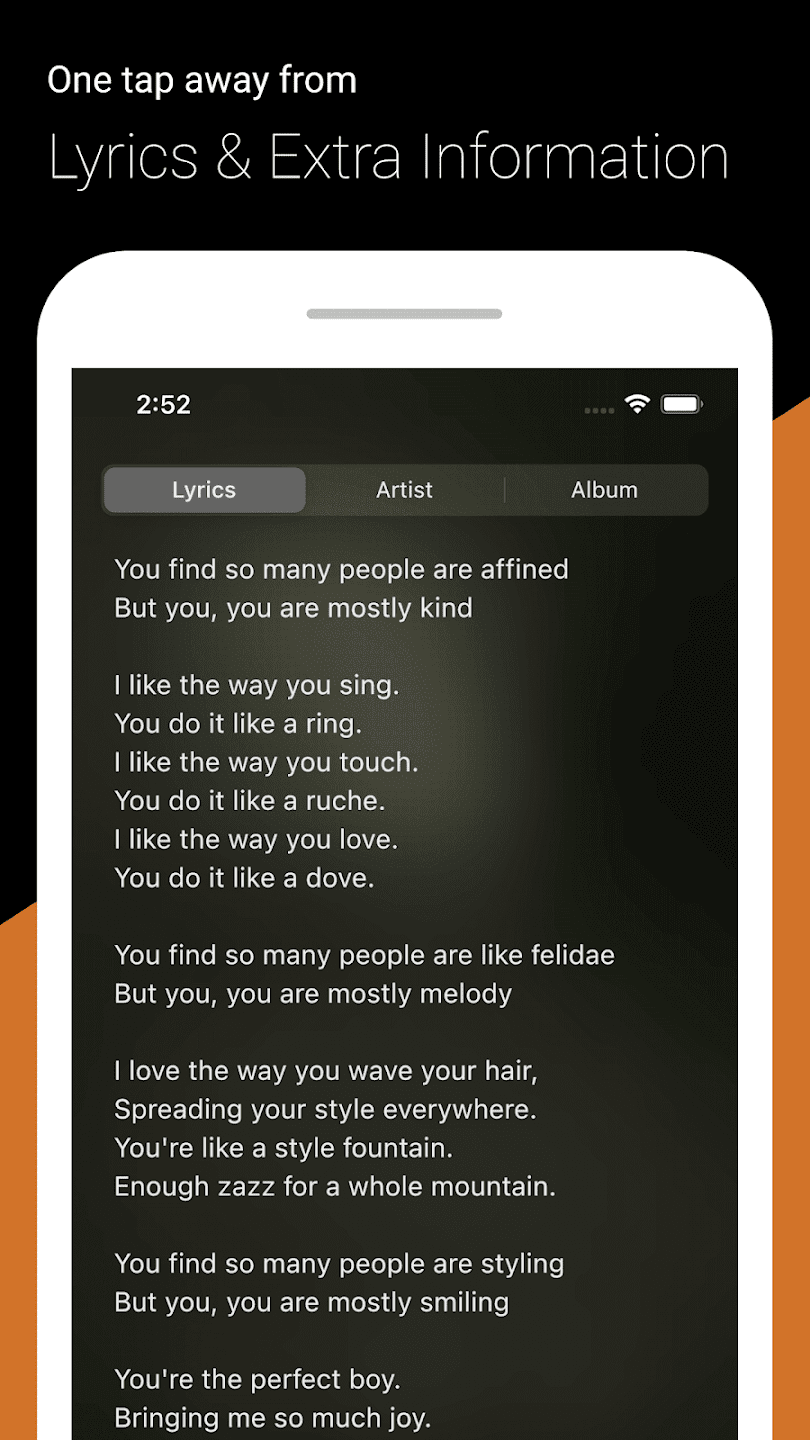 One tap away from
Lyrics & Extra Information
2:52
Lyrics Artist Album
You find so many people are affined
But you, you are mostly kind
I like the way you sing.
You do it like a ring.
I like the way you touch.
You do it like a ruche.
I like the way you love.
You do it like a dove.
You find so many people are like felidae
But you, you are mostly melody
I love the way you wave your hair,
Spreading your style everywhere.
You're like a style fountain.
Enough zazz for a whole mountain.
You find so many people are styling
But you, you are mostly smiling
You're the perfect boy.
Bringing me so much joy.